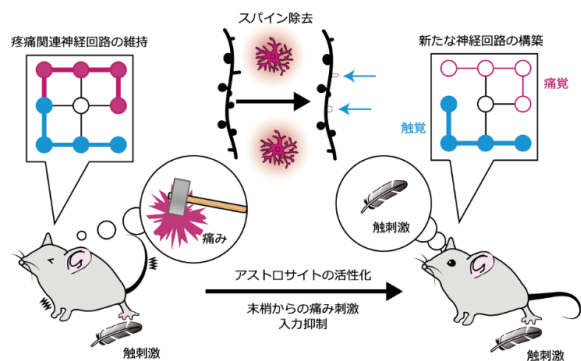 スパイン除去
疼痛関連神経回路の維持
新たな神経回路の構築
痛覚
触覚
痛み
触刺激
アストロサイトの活性化
末梢からの痛み刺激
入力抑制
触刺激
触刺激